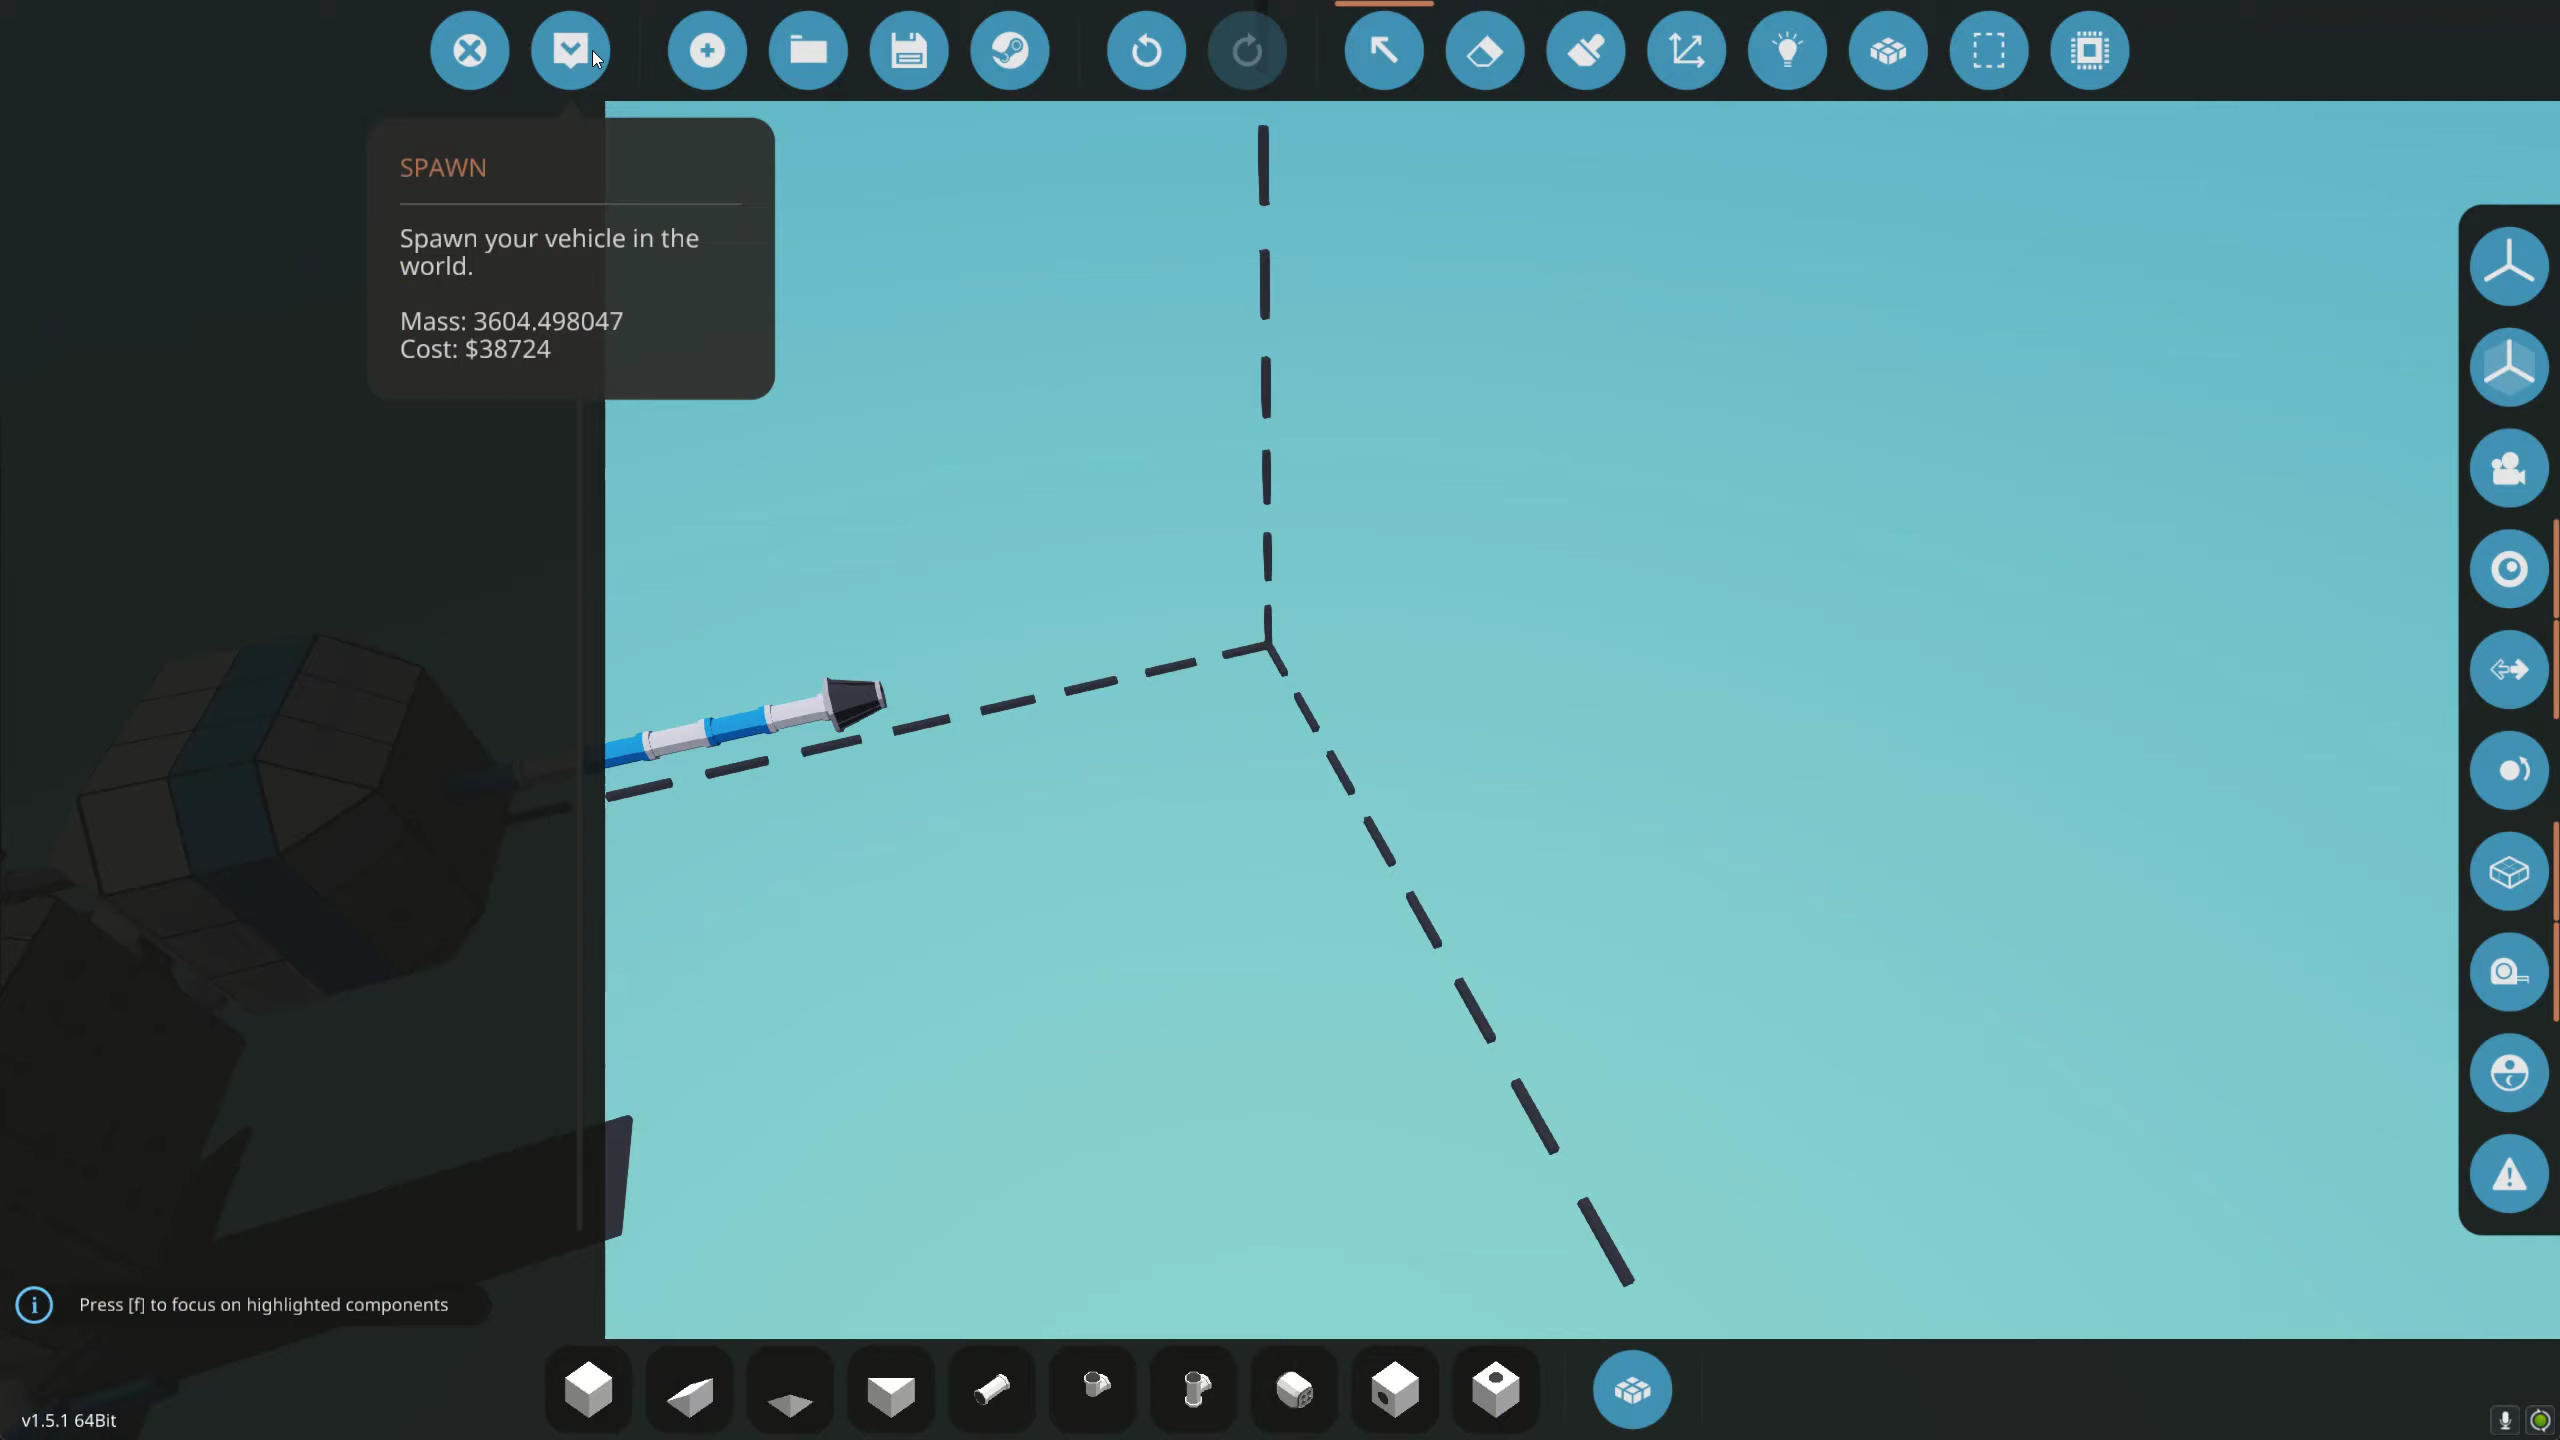 SPAWN
Spawn your vehicle in the
world.
Mass: 3604.498047
Cost: $38724
Press [f] to focus on highlighted components
v1.5.1 64Bit